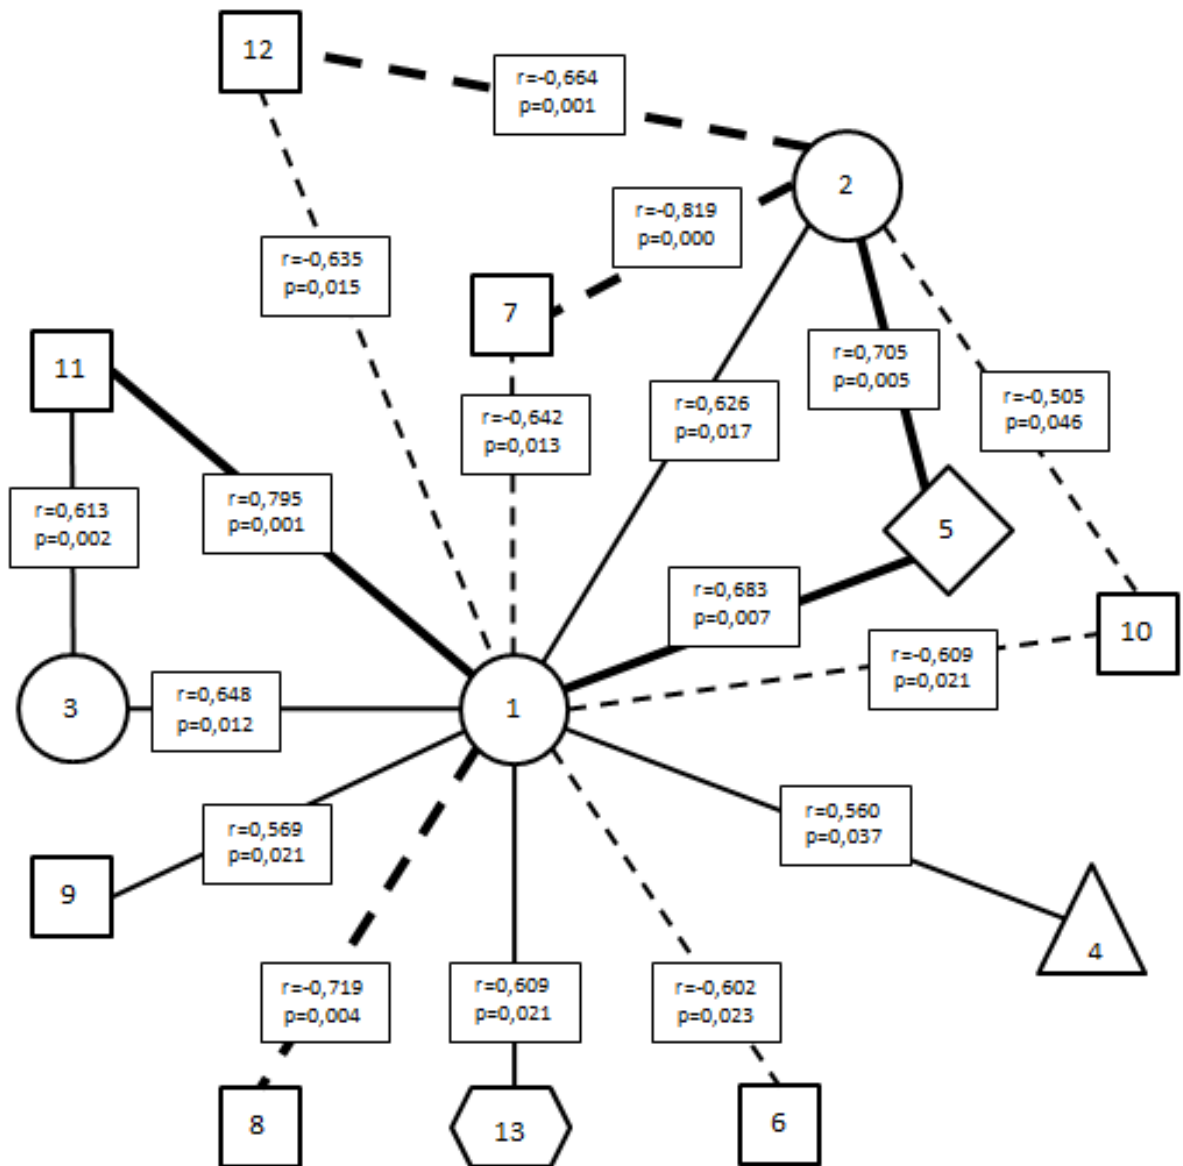 12
r=-0,664
p=0,001
2
r=-0,819
p=0,000
r=-0,635
p=0,015
7
11
r=0,705
p=0,005
r=0,626
p=0,017
r=-0,505
p=0,046
r=-0,642
p=0,013
r=0,795
p=0,001
r=0,613
p=0,002
5
r=0,683
p=0,007
10
r=-0,609
p=0,021
3
r=0,648
p=0,012
1
r=0,560
p=0,037
r=0,569
p=0,021
9
4
r=-0,719
p=0,004
r=0,609
p=0,021
r=-0,602
p=0,023
8
13
6